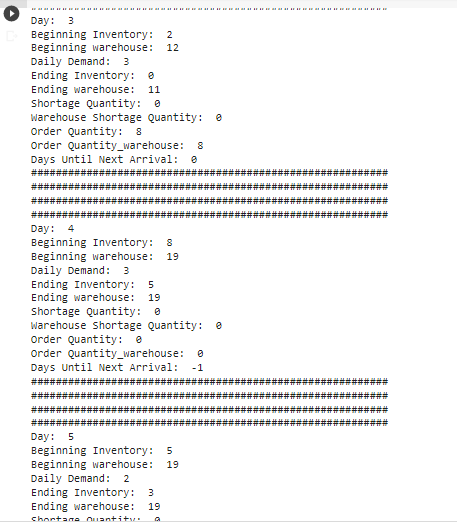 Day:  3
Beginning Inventory:  2
Beginning warehouse:  12
Daily Demand:  3
Ending Inventory:  0
Ending warehouse:  11
Shortage Quantity:  0
Warehouse Shortage Quantity:  0
Order Quantity:  8
Order Quantity_warehouse:  8
Days Until Next Arrival:  0
##########################################################
##########################################################
##########################################################
##########################################################
Day:  4
Beginning Inventory:  8
Beginning warehouse:  19
Daily Demand:  3
Ending Inventory:  5
Ending warehouse:  19
Shortage Quantity:  0
Warehouse Shortage Quantity:  0
Order Quantity:  0
Order Quantity_warehouse:  0
Days Until Next Arrival:  -1
##########################################################
##########################################################
##########################################################
##########################################################
Day:  5
Beginning Inventory:  5
Beginning warehouse:  19
Daily Demand:  2
Ending Inventory:  3
Ending warehouse:  19
Shortage Quantity:  0